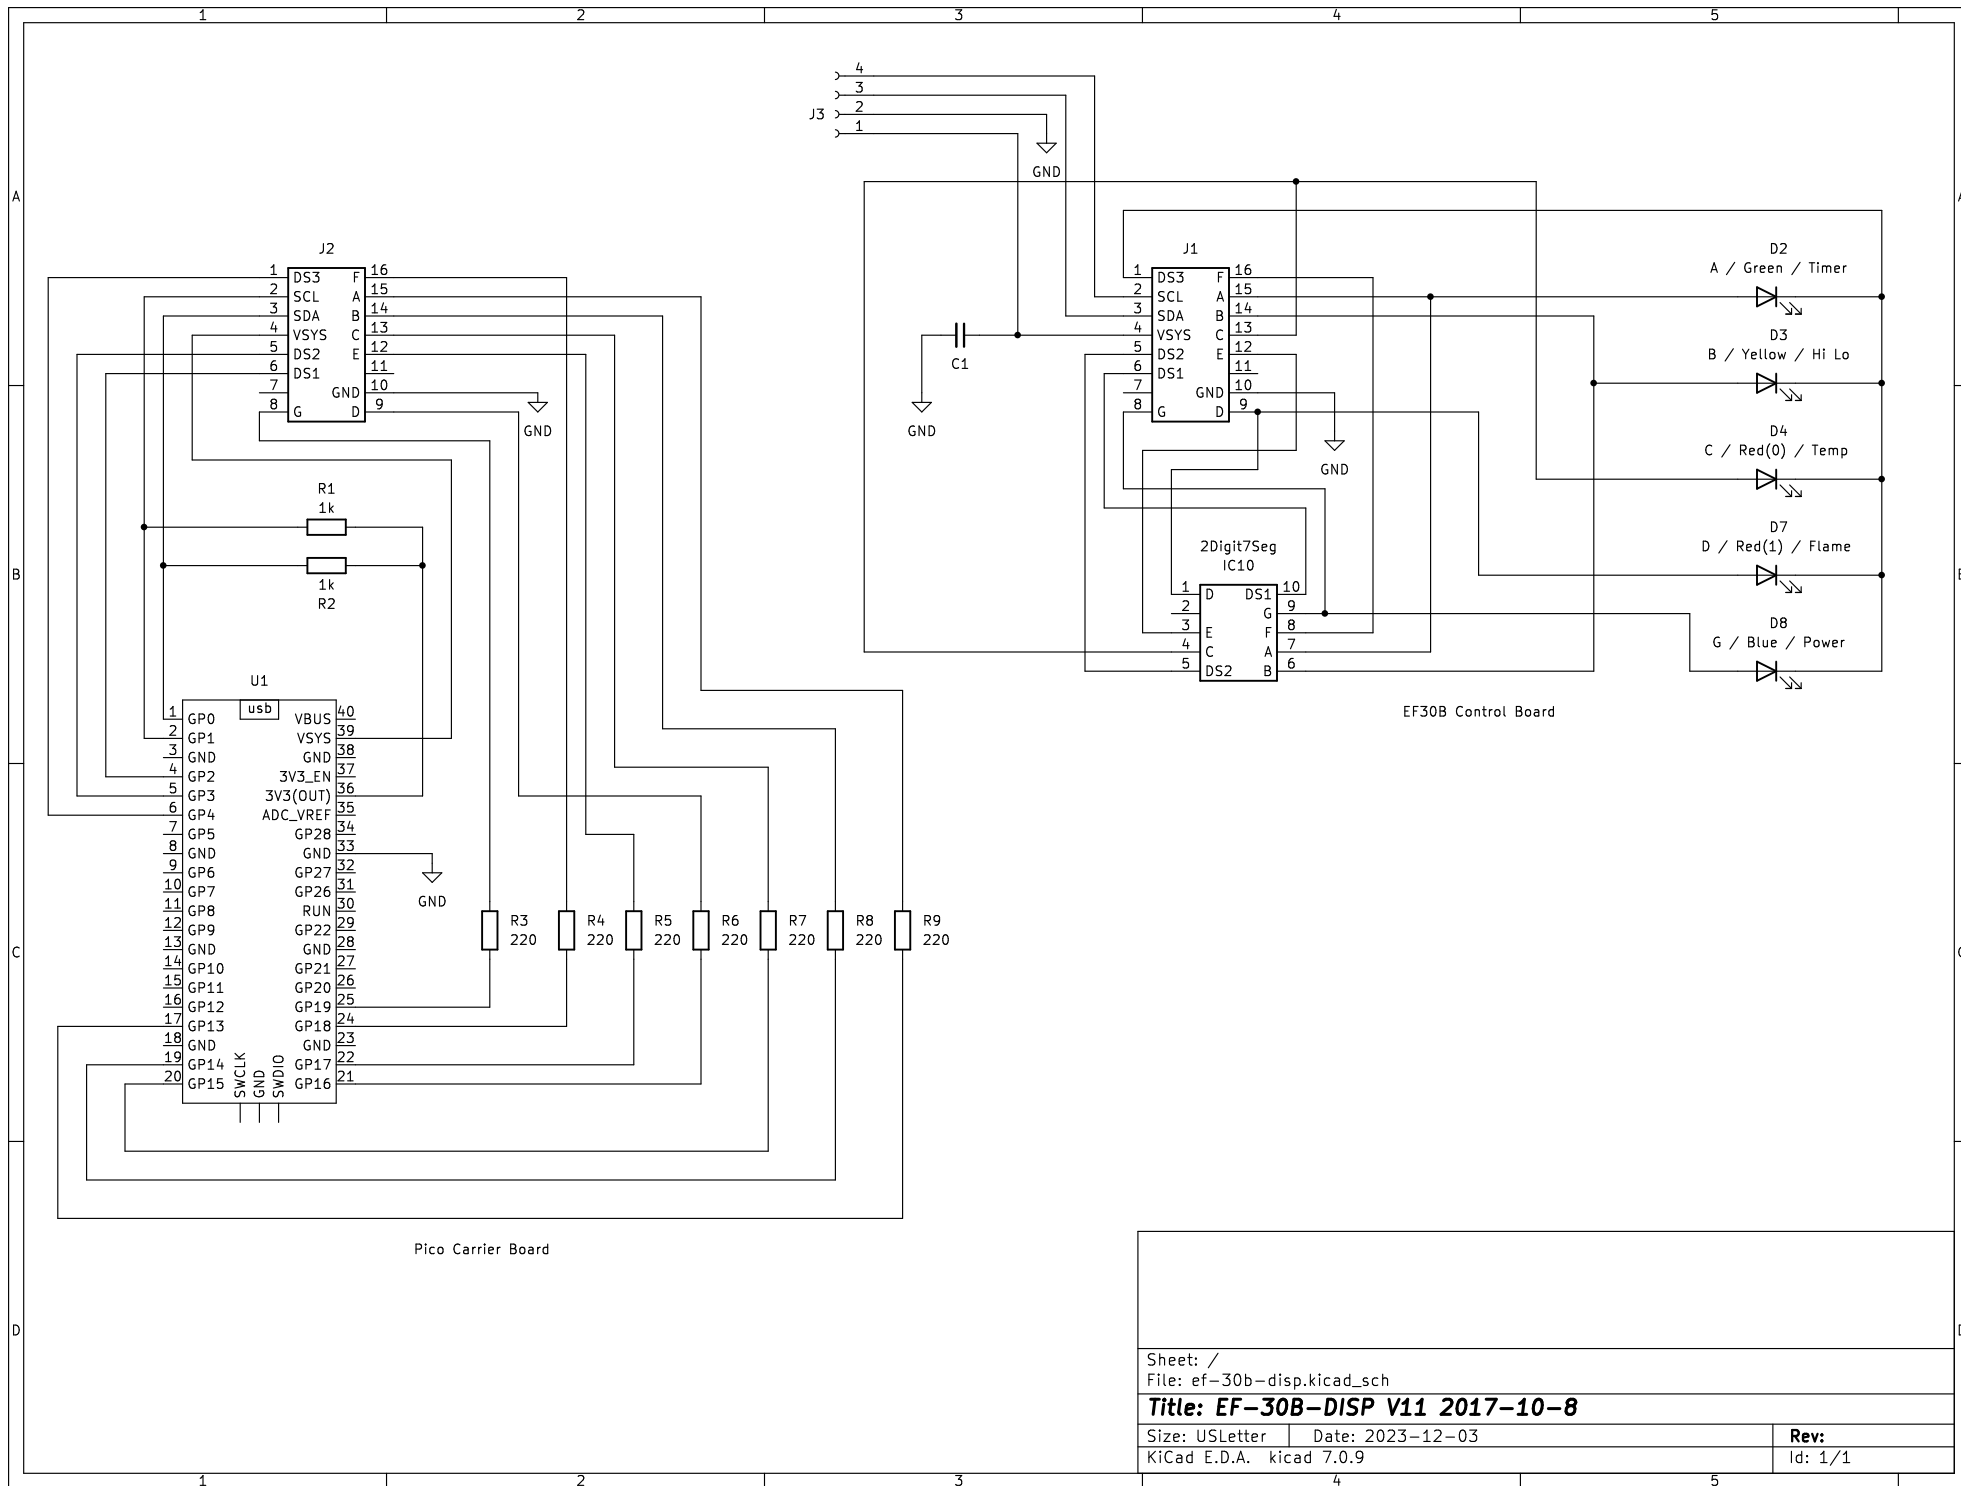 1 2 3 4 5
4
3
J3 2
1
GND
A
J2
1 DS3 F 16
2 SCL A 15
3 SDA B 14
4 VSYS C 13
5 DS2 E 12
6 DS1 11
7 GND 10
8 G D 9
GND
J1
1 DS3 F 16
2 SCL A 15
3 SDA B 14
4 VSYS C 13
5 DS2 E 12
6 DS1 11
7 GND 10
8 G D 9
GND
C1
GND
D2
A / Green / Timer
D3
B / Yellow / Hi Lo
D4
C / Red(0) / Temp
D7
D / Red(1) / Flame
D8
G / Blue / Power
R1
1k
1k
R2
B
2Digit7Seg
IC10
1 D DS1 10
2 G 9
3 E F 8
4 C A 7
5 DS2 B 6
EF30B Control Board
U1
usb
1 GP0 VBUS 40
2 GP1 VSYS 39
3 GND GND 38
4 GP2 3V3_EN 37
5 GP3 3V3(OUT) 36
6 GP4 ADC_VREF 35
7 GP5 GP28 34
8 GND GND 33
9 GP6 GP27 32
10 GP7 GP26 31
11 GP8 RUN 30
12 GP9 GP22 29
13 GND GND 28
14 GP10 GP21 27
15 GP11 GP20 26
16 GP12 GP19 25
17 GP13 GP18 24
18 GND GND 23
19 GP14 GP17 22
20 GP15 GP16 21
SWCLK
GND
SWDIO
GND
R3 R4 R5 R6 R7 R8 R9
220 220 220 220 220 220 220
C
Pico Carrier Board
D
Sheet: /
File: ef-30b-disp.kicad_sch
Title: EF-30B-DISP V11 2017-10-8
Size: USLetter Date: 2023-12-03 Rev:
KiCad E.D.A. kicad 7.0.9 Id: 1/1
1 2 3 4 5